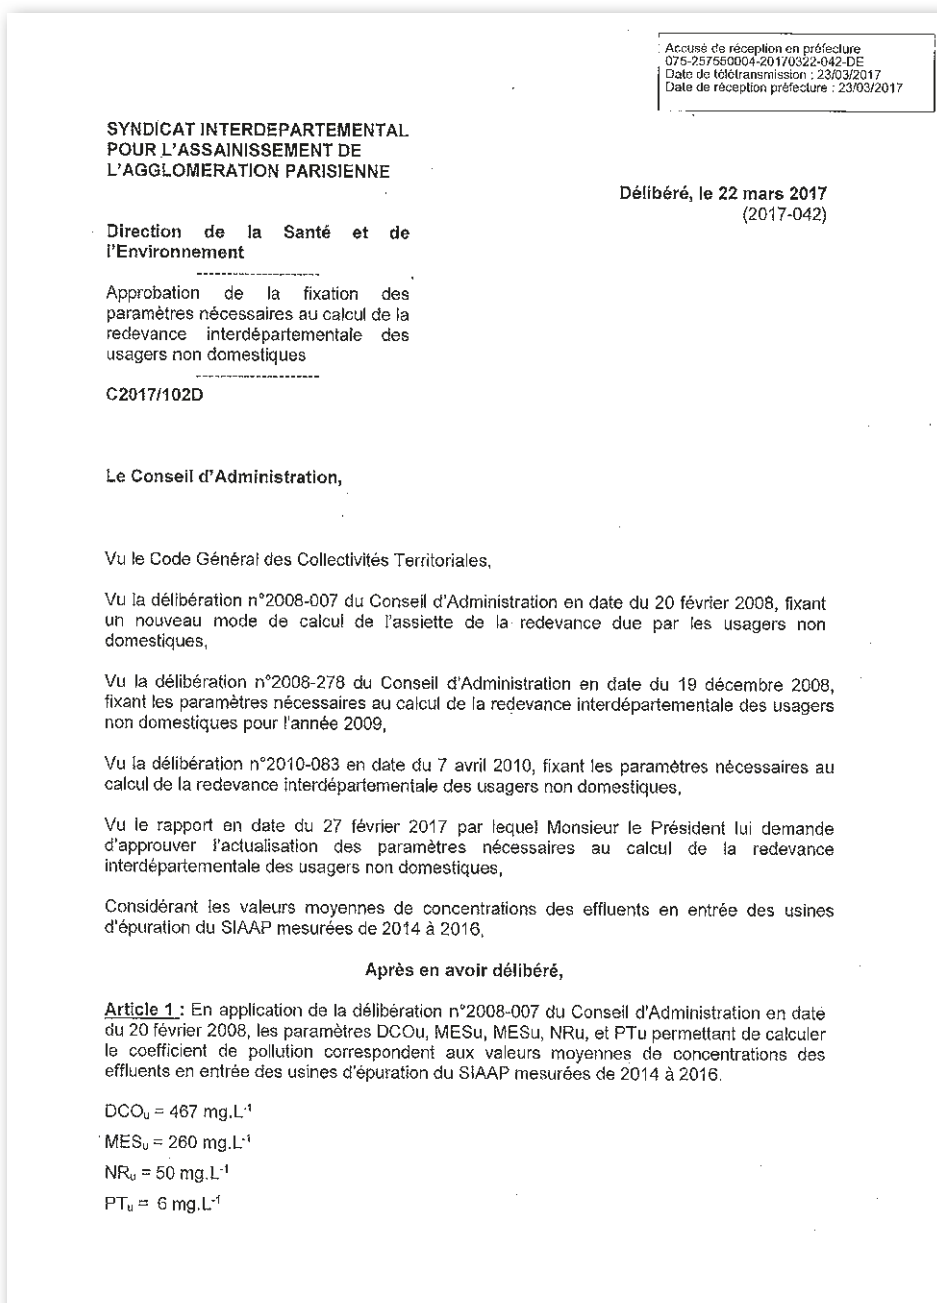 Accusé de réception en préfecture
075-257550004-20170322-042-DE
Date de télétransmission : 23/03/2017
Date de réception préfecture : 23/03/2017
SYNDICAT INTERDEPARTEMENTAL
POUR L'ASSAINISSEMENT DE
L'AGGLOMERATION PARISIENNE
Délibéré, le 22 mars 2017
(2017-042)
Direction de la Santé et de
l'Environnement
--------------------
Approbation de la fixation des
paramètres nécessaires au calcul de la
redevance interdépartementale des
usagers non domestiques
--------------------
C2017/102D
Le Conseil d'Administration,
Vu le Code Général des Collectivités Territoriales,
Vu la délibération n°2008-007 du Conseil d'Administration en date du 20 février 2008, fixant
un nouveau mode de calcul de l'assiette de la redevance due par les usagers non
domestiques,
Vu la délibération n°2008-278 du Conseil d'Administration en date du 19 décembre 2008,
fixant les paramètres nécessaires au calcul de la redevance interdépartementale des usagers
non domestiques pour l'année 2009,
Vu la délibération n°2010-083 en date du 7 avril 2010, fixant les paramètres nécessaires au
calcul de la redevance interdépartementale des usagers non domestiques,
Vu le rapport en date du 27 février 2017 par lequel Monsieur le Président lui demande
d'approuver l'actualisation des paramètres nécessaires au calcul de la redevance
interdépartementale des usagers non domestiques,
Considérant les valeurs moyennes de concentrations des effluents en entrée des usines
d'épuration du SIAAP mesurées de 2014 à 2016,
Après en avoir délibéré,
Article 1 : En application de la délibération n°2008-007 du Conseil d'Administration en date
du 20 février 2008, les paramètres DCOu, MESu, MESu, NRu, et PTu permettant de calculer
le coefficient de pollution correspondent aux valeurs moyennes de concentrations des
effluents en entrée des usines d'épuration du SIAAP mesurées de 2014 à 2016.
DCOu = 467 mg.L-1
MESu = 260 mg.L-1
NRu = 50 mg.L-1
PTu = 6 mg.L-1